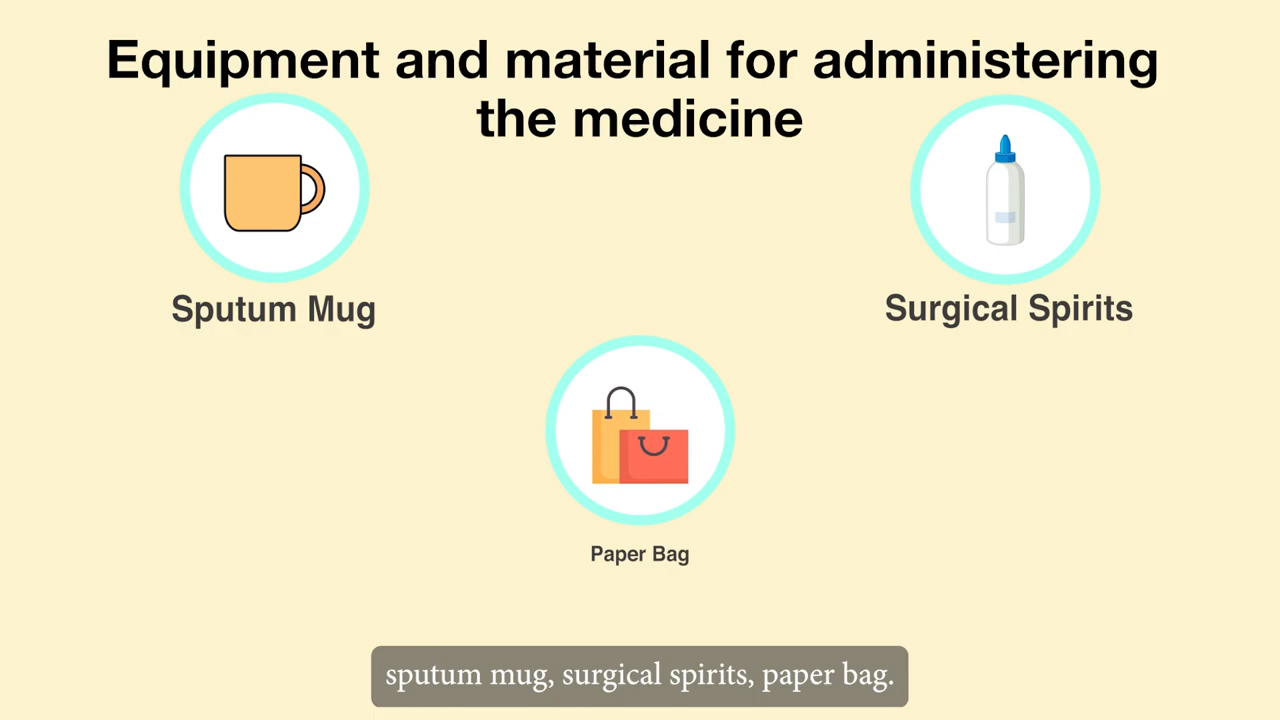 Equipment and material for administering
the medicine
Sputum Mug
Surgical Spirits
Paper Bag
sputum mug, surgical spirits, paper bag.